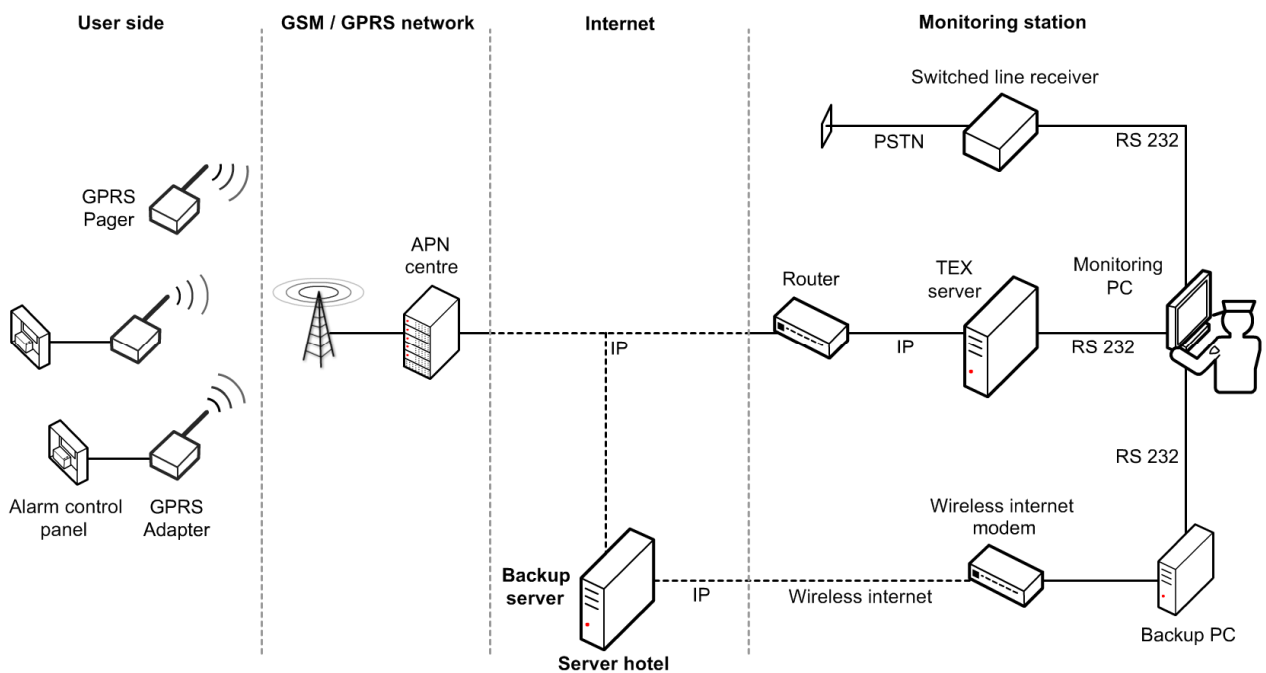 User side
GSM / GPRS network
Internet
Monitoring station
Switched line receiver
PSTN
RS 232
GPRS
Pager
APN
centre
Router
TEX
server
Monitoring
PC
IP
IP
RS 232
RS 232
Alarm control
panel
GPRS
Adapter
Wireless internet
modem
Backup
server
IP
Wireless internet
Backup PC
Server hotel